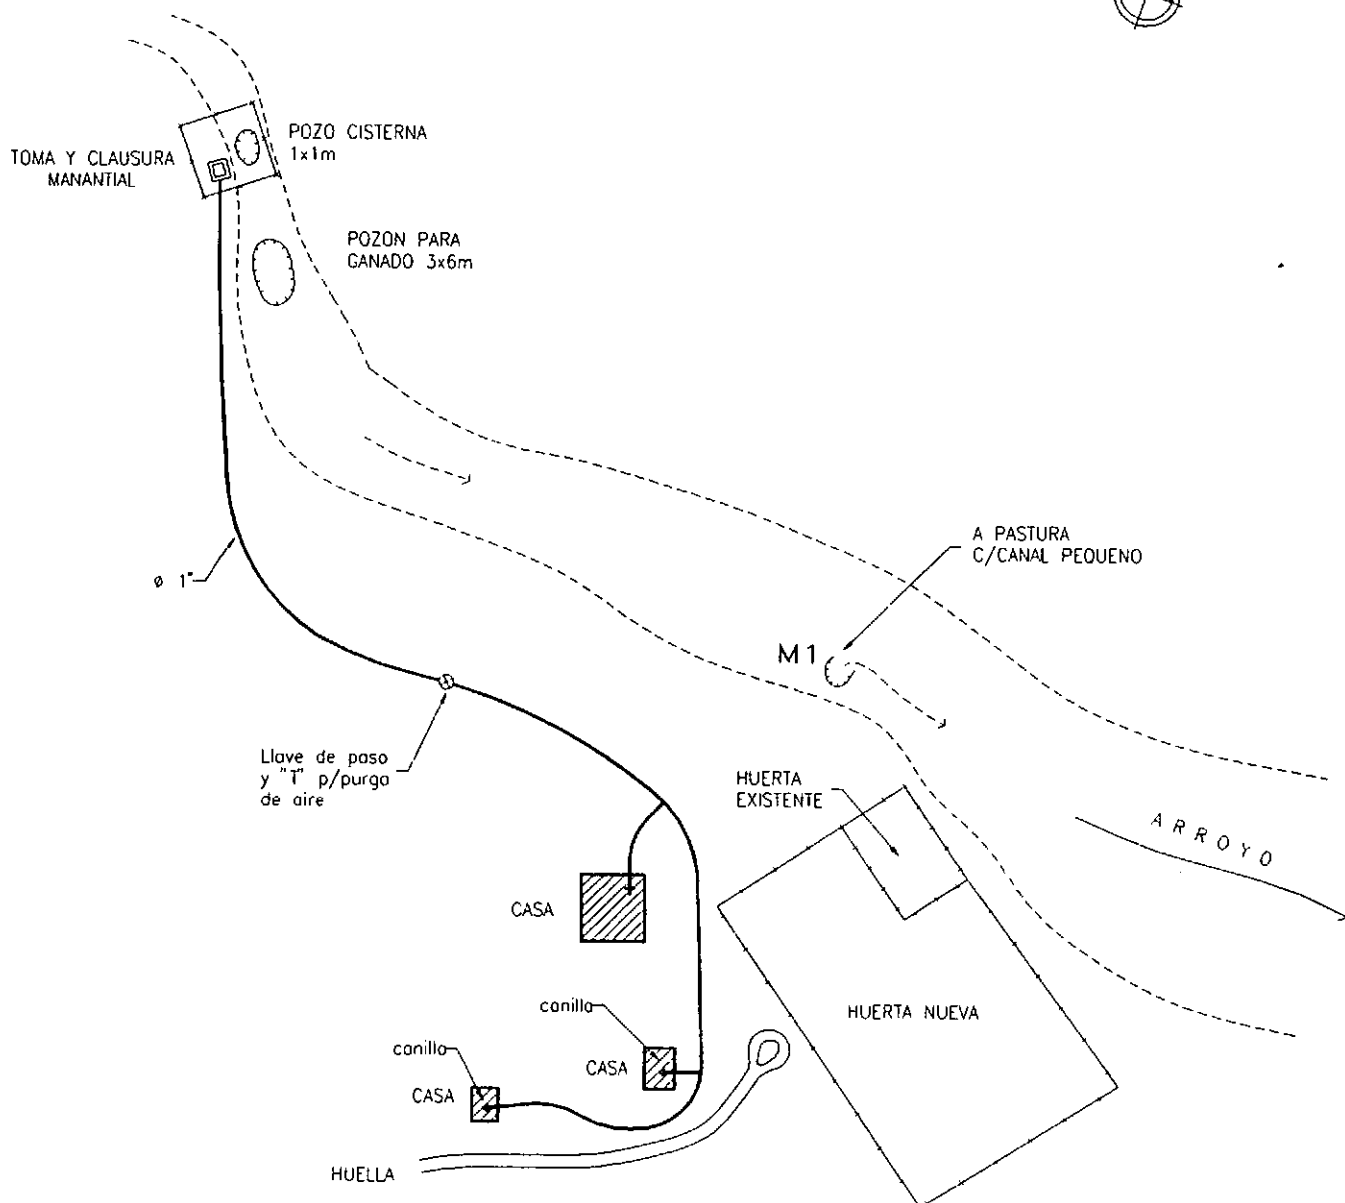 POZO CISTERNA
1x1m
TOMA Y CLAUSURA
MANANTIAL
POZON PARA
GANADO 3x6m
A PASTURA
C/CANAL PEQUENO
ø 1"
M1
Llave de paso
y "T" p/purga
de aire
HUERTA
EXISTENTE
ARROYO
CASA
canilla
HUERTA NUEVA
canilla
CASA
CASA
HUELLA